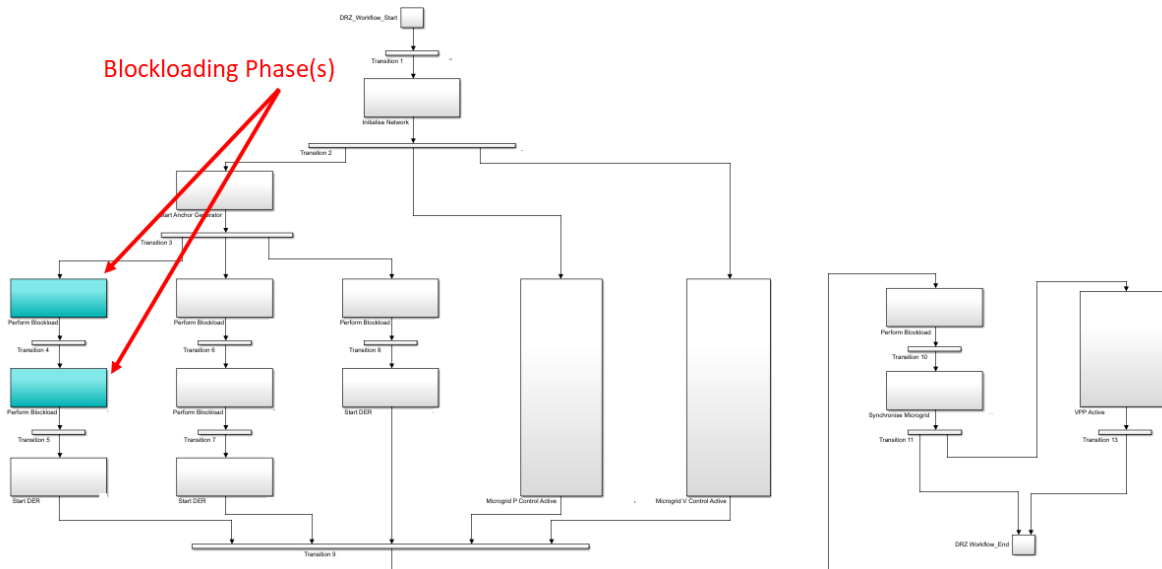 DRZ_Workflow_Start
Transition 1
Blockloading Phase(s)
Initialise Network
Transition 2
tart Anchor Generator
Transition 3
Perform Blockload
Perform Blockload
Perform Blockload
Perform Blockload
Transition 4
Transition 6
Transition 8
Transition 10
Perform Blockload
Perform Blockload
Start DER
Synchronise Microgrid
VPP Active
Transition 5
Transition 7
Transition 11
Transition 13
Start DER
Start DER
Microgrid P Control Active
Microgrid V Control Active
Transition 9
DRZ Workflow_End